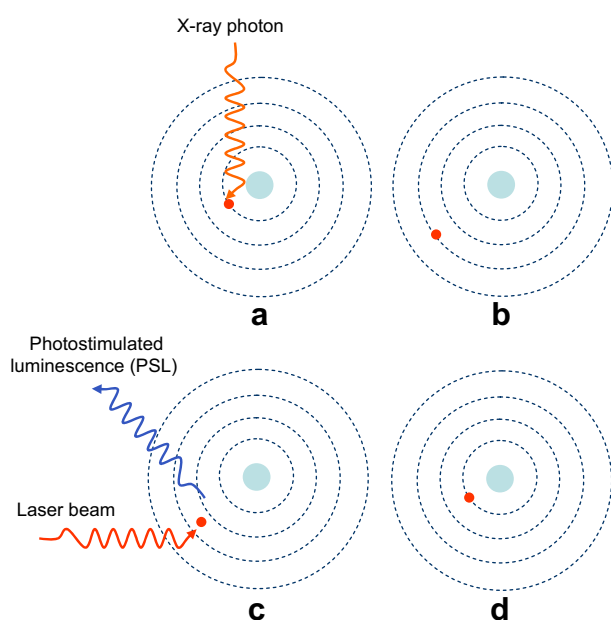 X-ray photon
a
b
Photostimulated
luminescence (PSL)
Laser beam
c
d